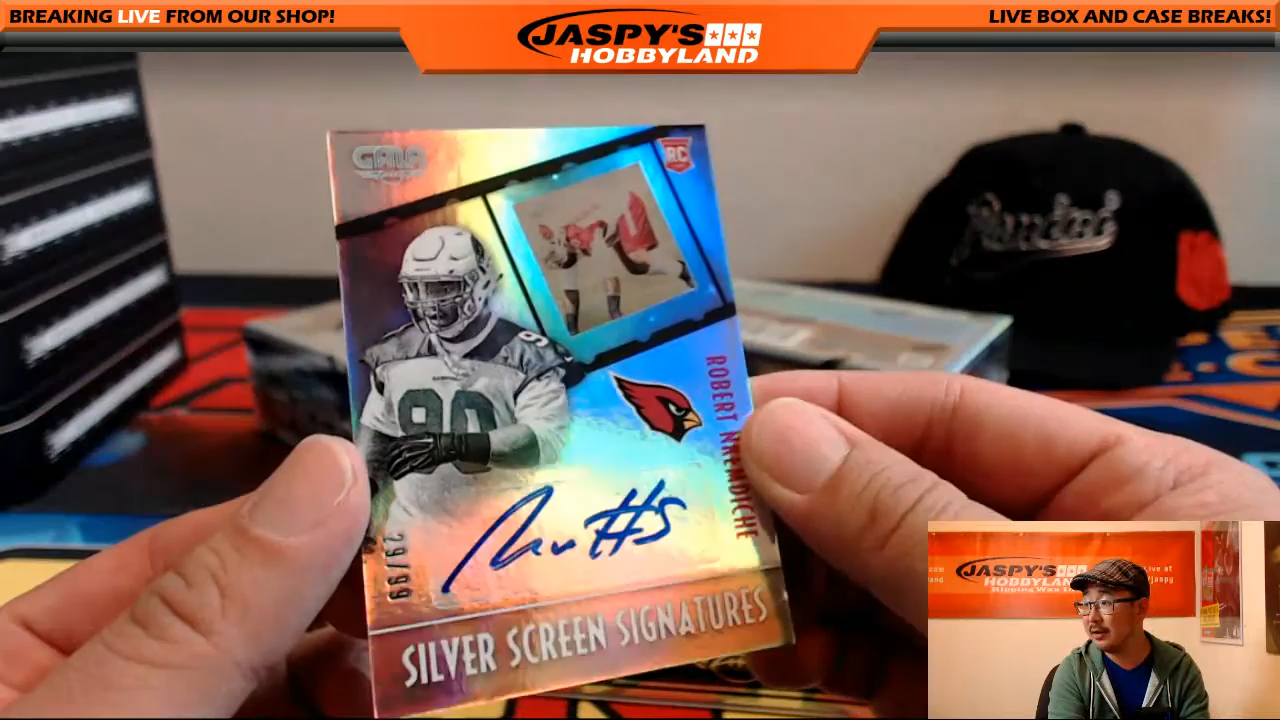 BREAKING LIVE FROM OUR SHOP!
JASPY'S
HOBBYLAND
LIVE BOX AND CASE BREAKS!
GALA
RC
90
90
ROBERT NKEMDICHE
29/99
SILVER SCREEN SIGNATURES
JASPY'S
HOBBYLAND